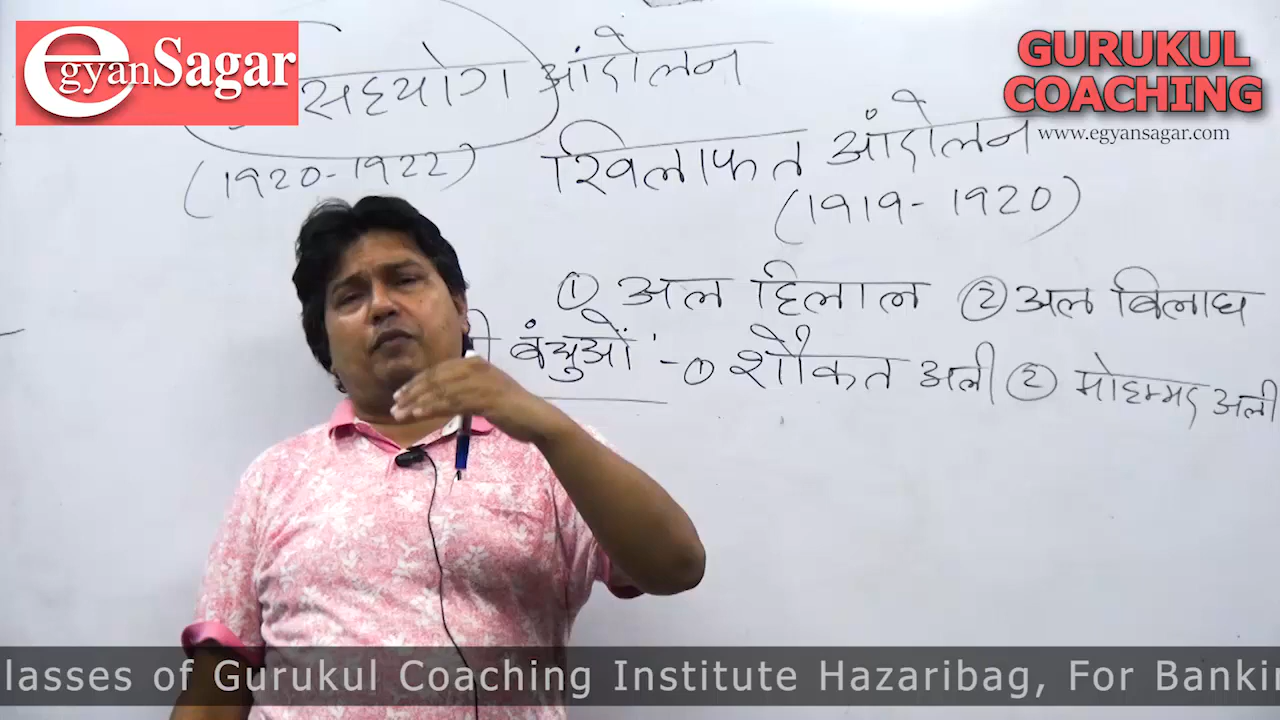 egyanSagar
GURUKUL
COACHING
www.egyansagar.com
सहयोग आंदोलन
(1920-1922)
खिलाफत आंदोलन
(1919-1920)
① अल हिलाल ② अल बिलाघ
बंधुओं' - ① शौकत अली ② मोहम्मद अली
lasses of Gurukul Coaching Institute Hazaribag, For Banki